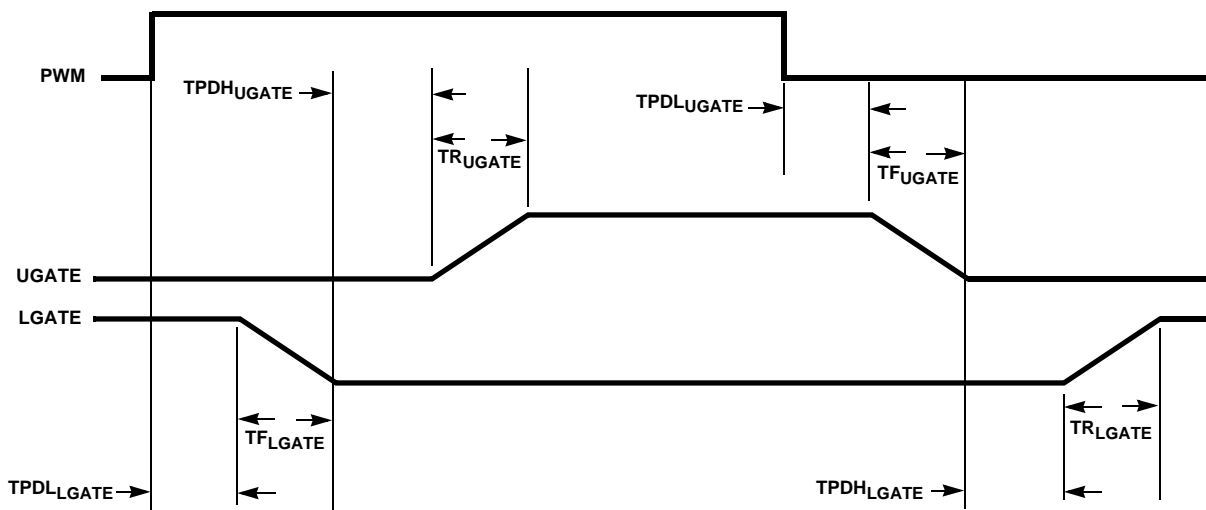 PWM
TPDHUGATE
TPDLUGATE
TRUGATE
TFUGATE
UGATE
LGATE
TFLGATE
TRLGATE
TPDLLGATE
TPDHLGATE